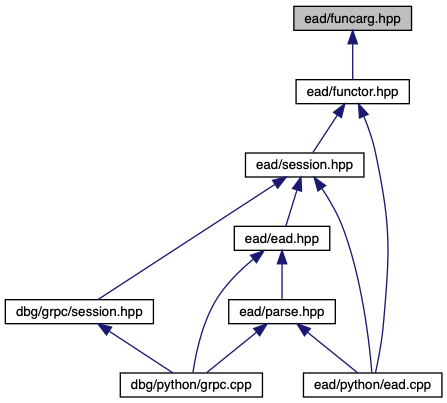 ead/funcarg.hpp
ead/functor.hpp
ead/session.hpp
ead/ead.hpp
dbg/grpc/session.hpp
ead/parse.hpp
dbg/python/grpc.cpp
ead/python/ead.cpp